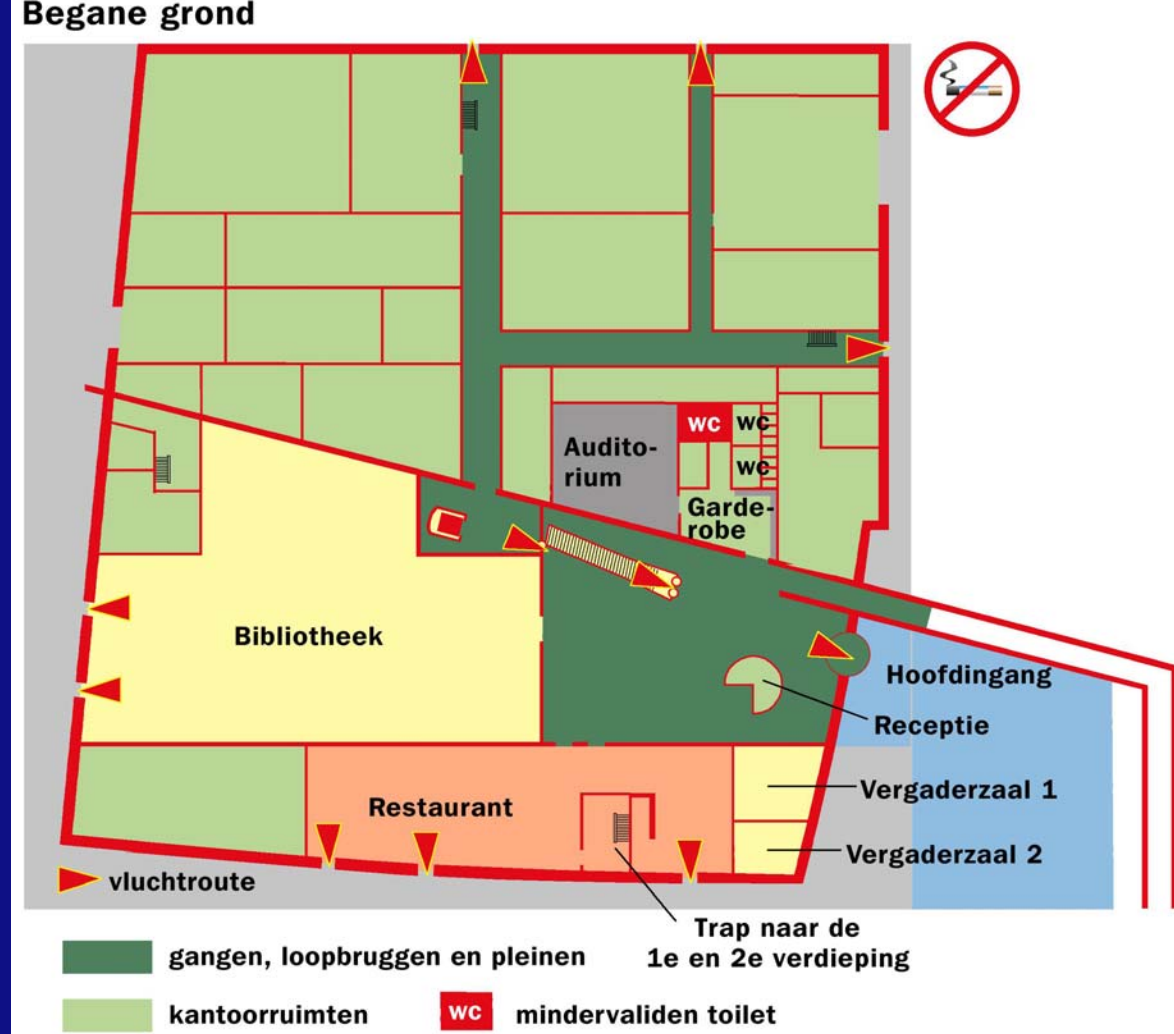 Begane grond
Audito-
rium
wc
wc
wc
Garde-
robe
Bibliotheek
Hoofdingang
Receptie
Restaurant
Vergaderzaal 1
Vergaderzaal 2
vluchtroute
Trap naar de
1e en 2e verdieping
gangen, loopbruggen en pleinen
kantoorruimten
wc mindervaliden toilet